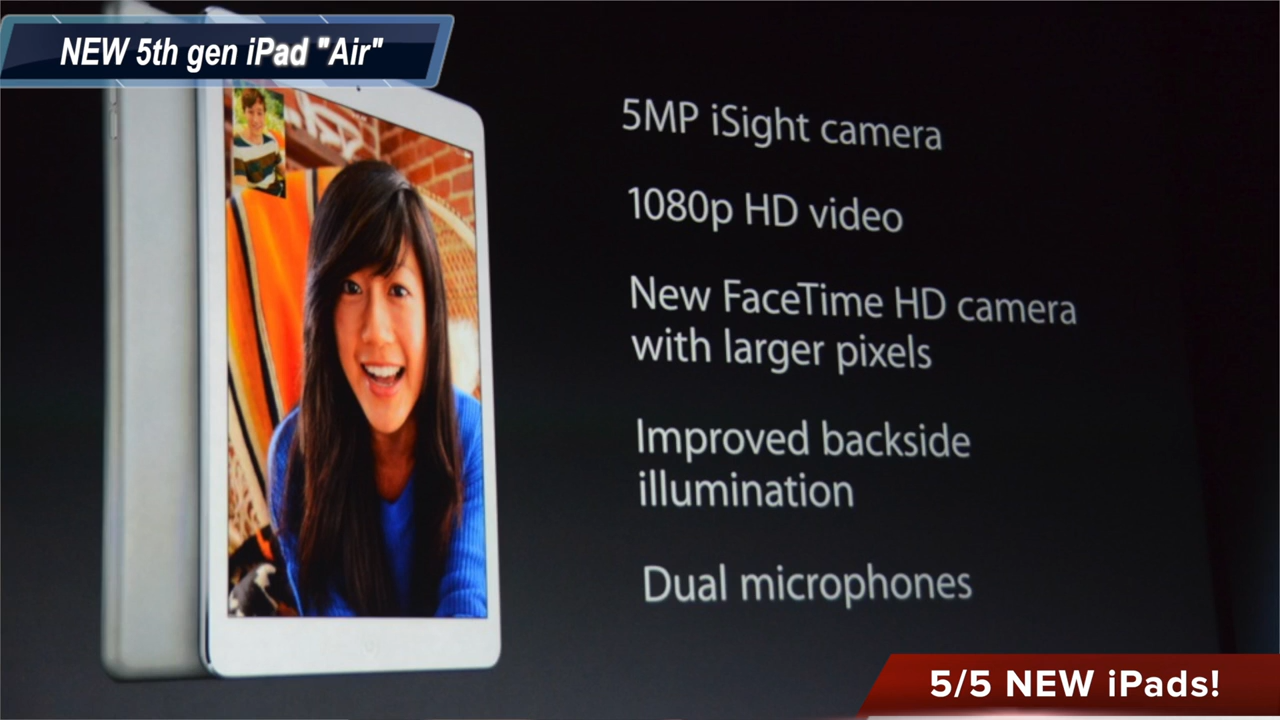 NEW 5th gen iPad "Air"
5MP iSight camera
1080p HD video
New FaceTime HD camera
with larger pixels
Improved backside
illumination
Dual microphones
5/5 NEW iPads!